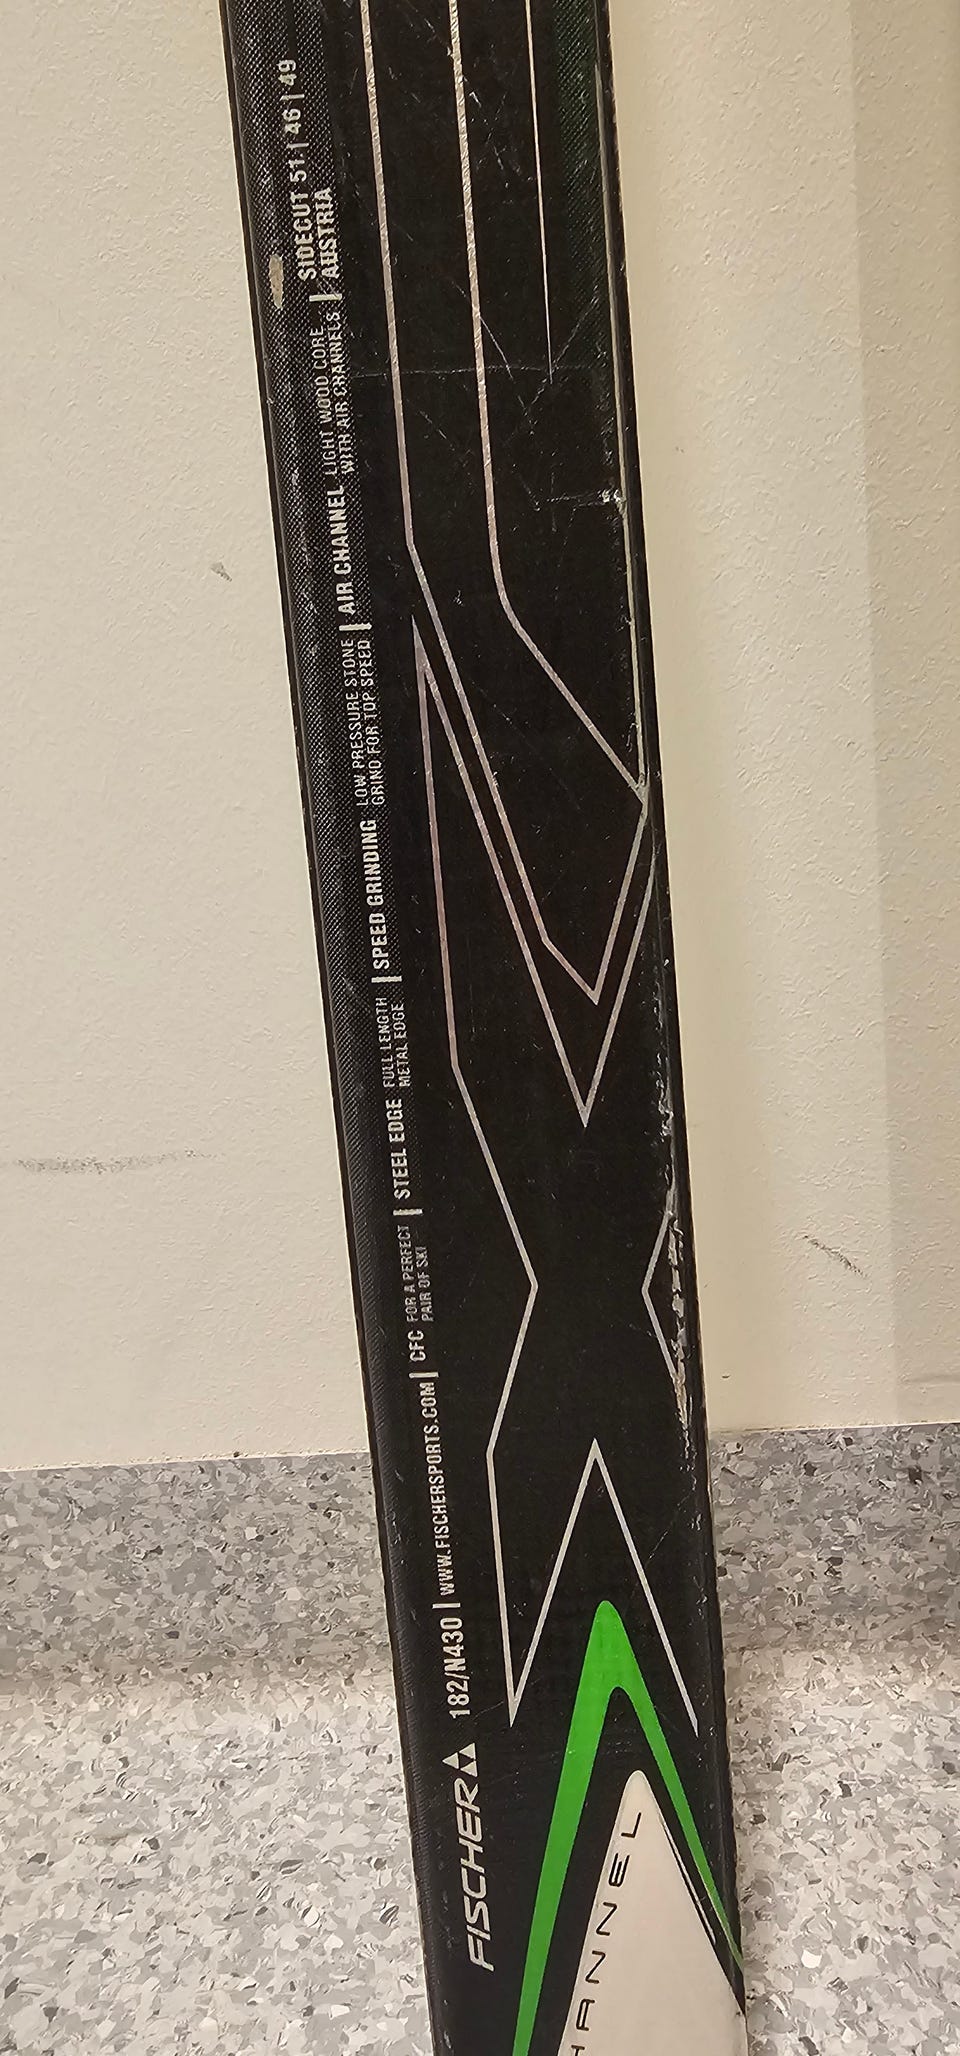 FISCHER
182/N430 | WWW.FISCHERSPORTS.COM |
CFC FOR A PERFECT
PAIR OF SKI |
STEEL EDGE FULL LENGTH
METAL EDGE |
SPEED GRINDING LOW PRESSURE STONE
GRIND FOR TOP SPEED |
AIR CHANNEL LIGHT WOOD CORE
WITH AIR CHANNELS |
SIDECUT 51 | 46 | 49
AUSTRIA
HANNEL